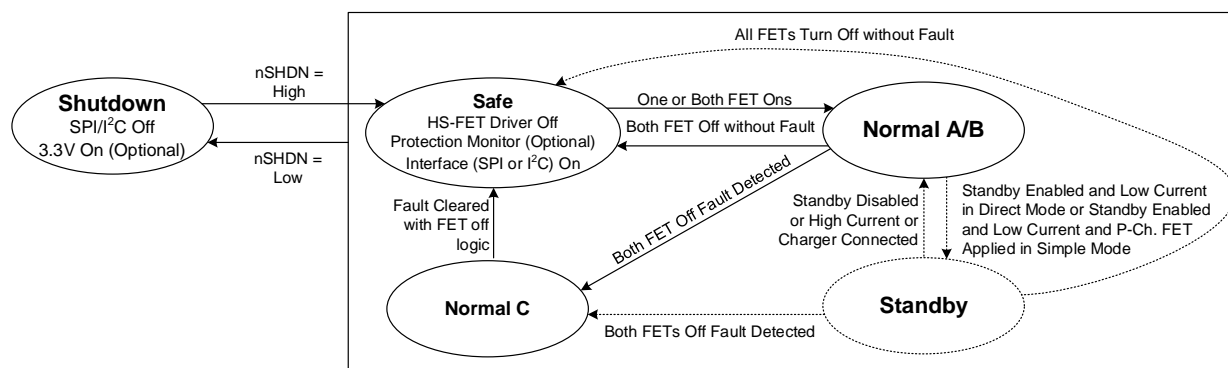 All FETs Turn Off without Fault
nSHDN =
High
Shutdown
SPI/I²C Off
3.3V On (Optional)
nSHDN =
Low
Safe
HS-FET Driver Off
Protection Monitor (Optional)
Interface (SPI or I²C) On
One or Both FET Ons
Both FET Off without Fault
Normal A/B
Fault Cleared
with FET off
logic
Both FET Off Fault Detected
Standby Disabled
or High Current or
Charger Connected
Standby Enabled and Low Current
in Direct Mode or Standby Enabled
and Low Current and P-Ch. FET
Applied in Simple Mode
Normal C
Both FETs Off Fault Detected
Standby